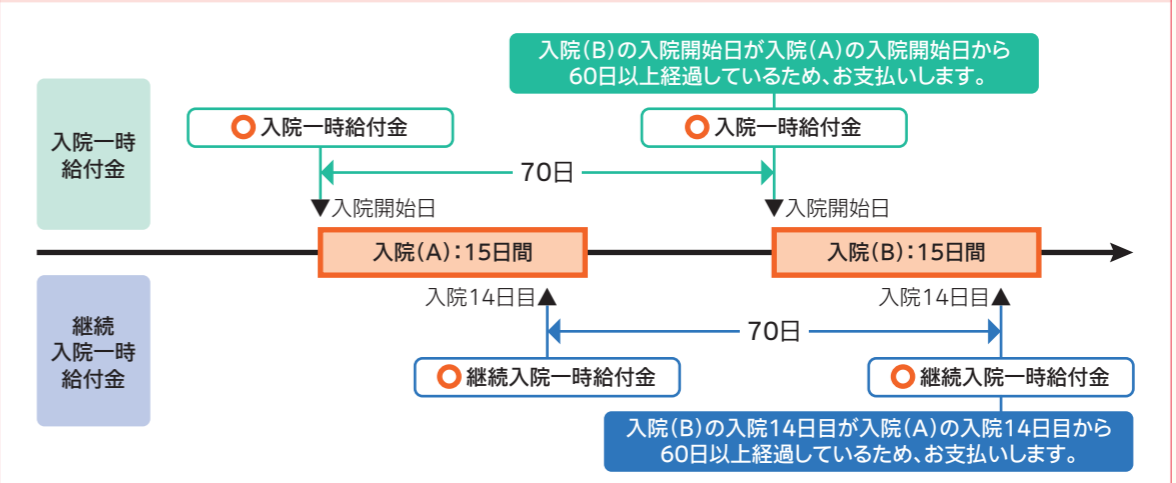 入院(B)の入院開始日が入院(A)の入院開始日から
60日以上経過しているため、お支払いします。
入院一時
給付金
入院一時給付金
入院一時給付金
70日
▼入院開始日
▼入院開始日
入院(A):15日間
入院(B):15日間
継続
入院一時
給付金
入院14日目▲
入院14日目▲
70日
継続入院一時給付金
継続入院一時給付金
入院(B)の入院14日目が入院(A)の入院14日目から
60日以上経過しているため、お支払いします。